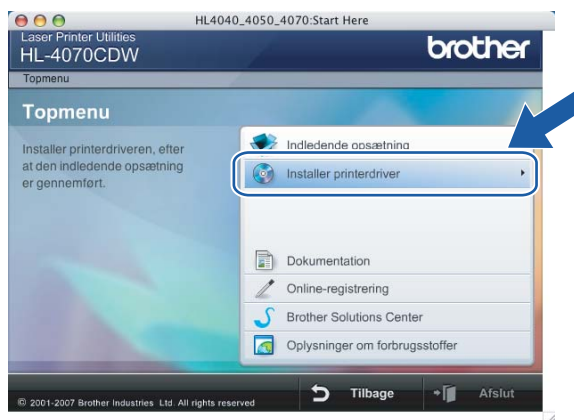 HL4040_4050_4070:Start Here
Laser Printer Utilities
HL-4070CDW
brother
Topmenu
Topmenu
Installer printerdriveren, efter
at den indledende opsætning
er gennemført.
Indledende opsætning
Installer printerdriver
Dokumentation
Online-registrering
Brother Solutions Center
Oplysninger om forbrugsstoffer
© 2001-2007 Brother Industries Ltd. All rights reserved
Tilbage
Afslut